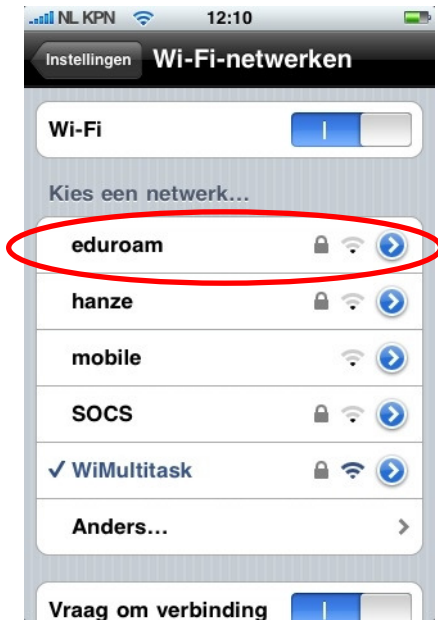 NL KPN 12:10
Instellingen Wi-Fi-netwerken
Wi-Fi
Kies een netwerk...
eduroam
hanze
mobile
SOCS
✓ WiMultitask
Anders...
Vraag om verbinding